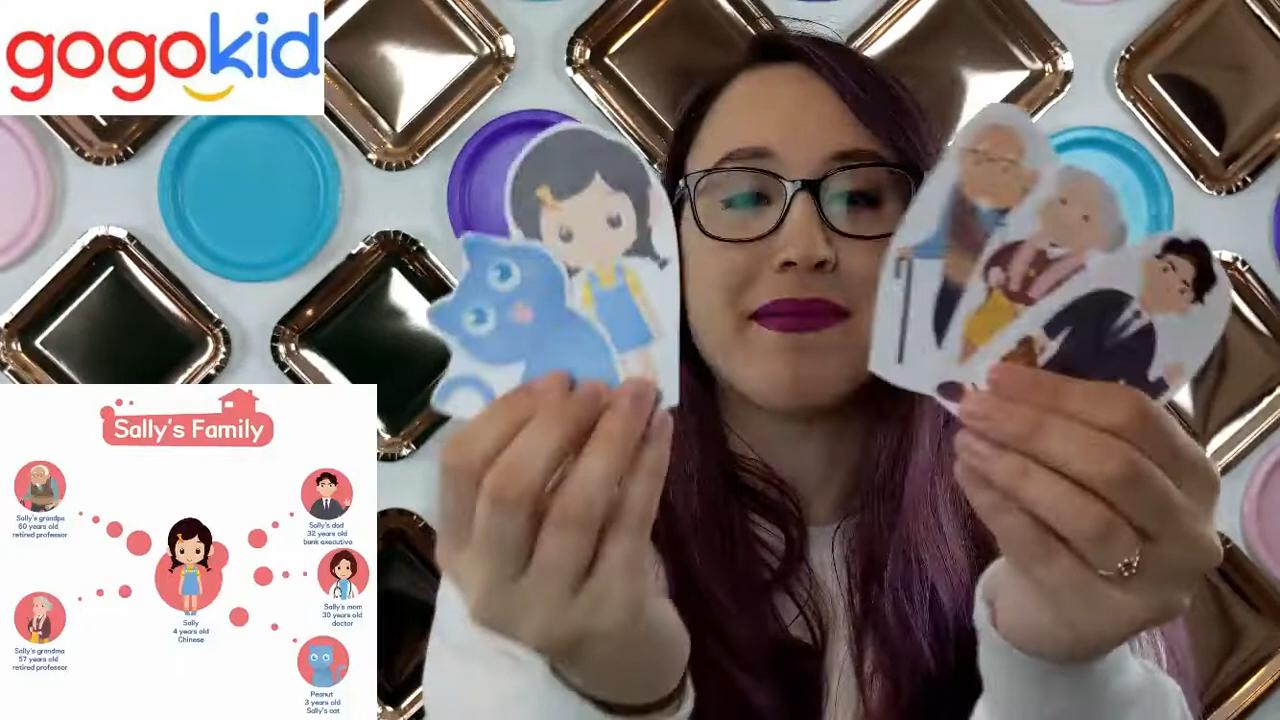 gogokid
Sally's Family
Sally's grandpa
60 years old
retired professor
Sally's dad
32 years old
bank executive
Sally
4 years old
Chinese
Sally's mom
30 years old
doctor
Sally's grandma
57 years old
retired professor
Peanut
3 years old
Sally's cat